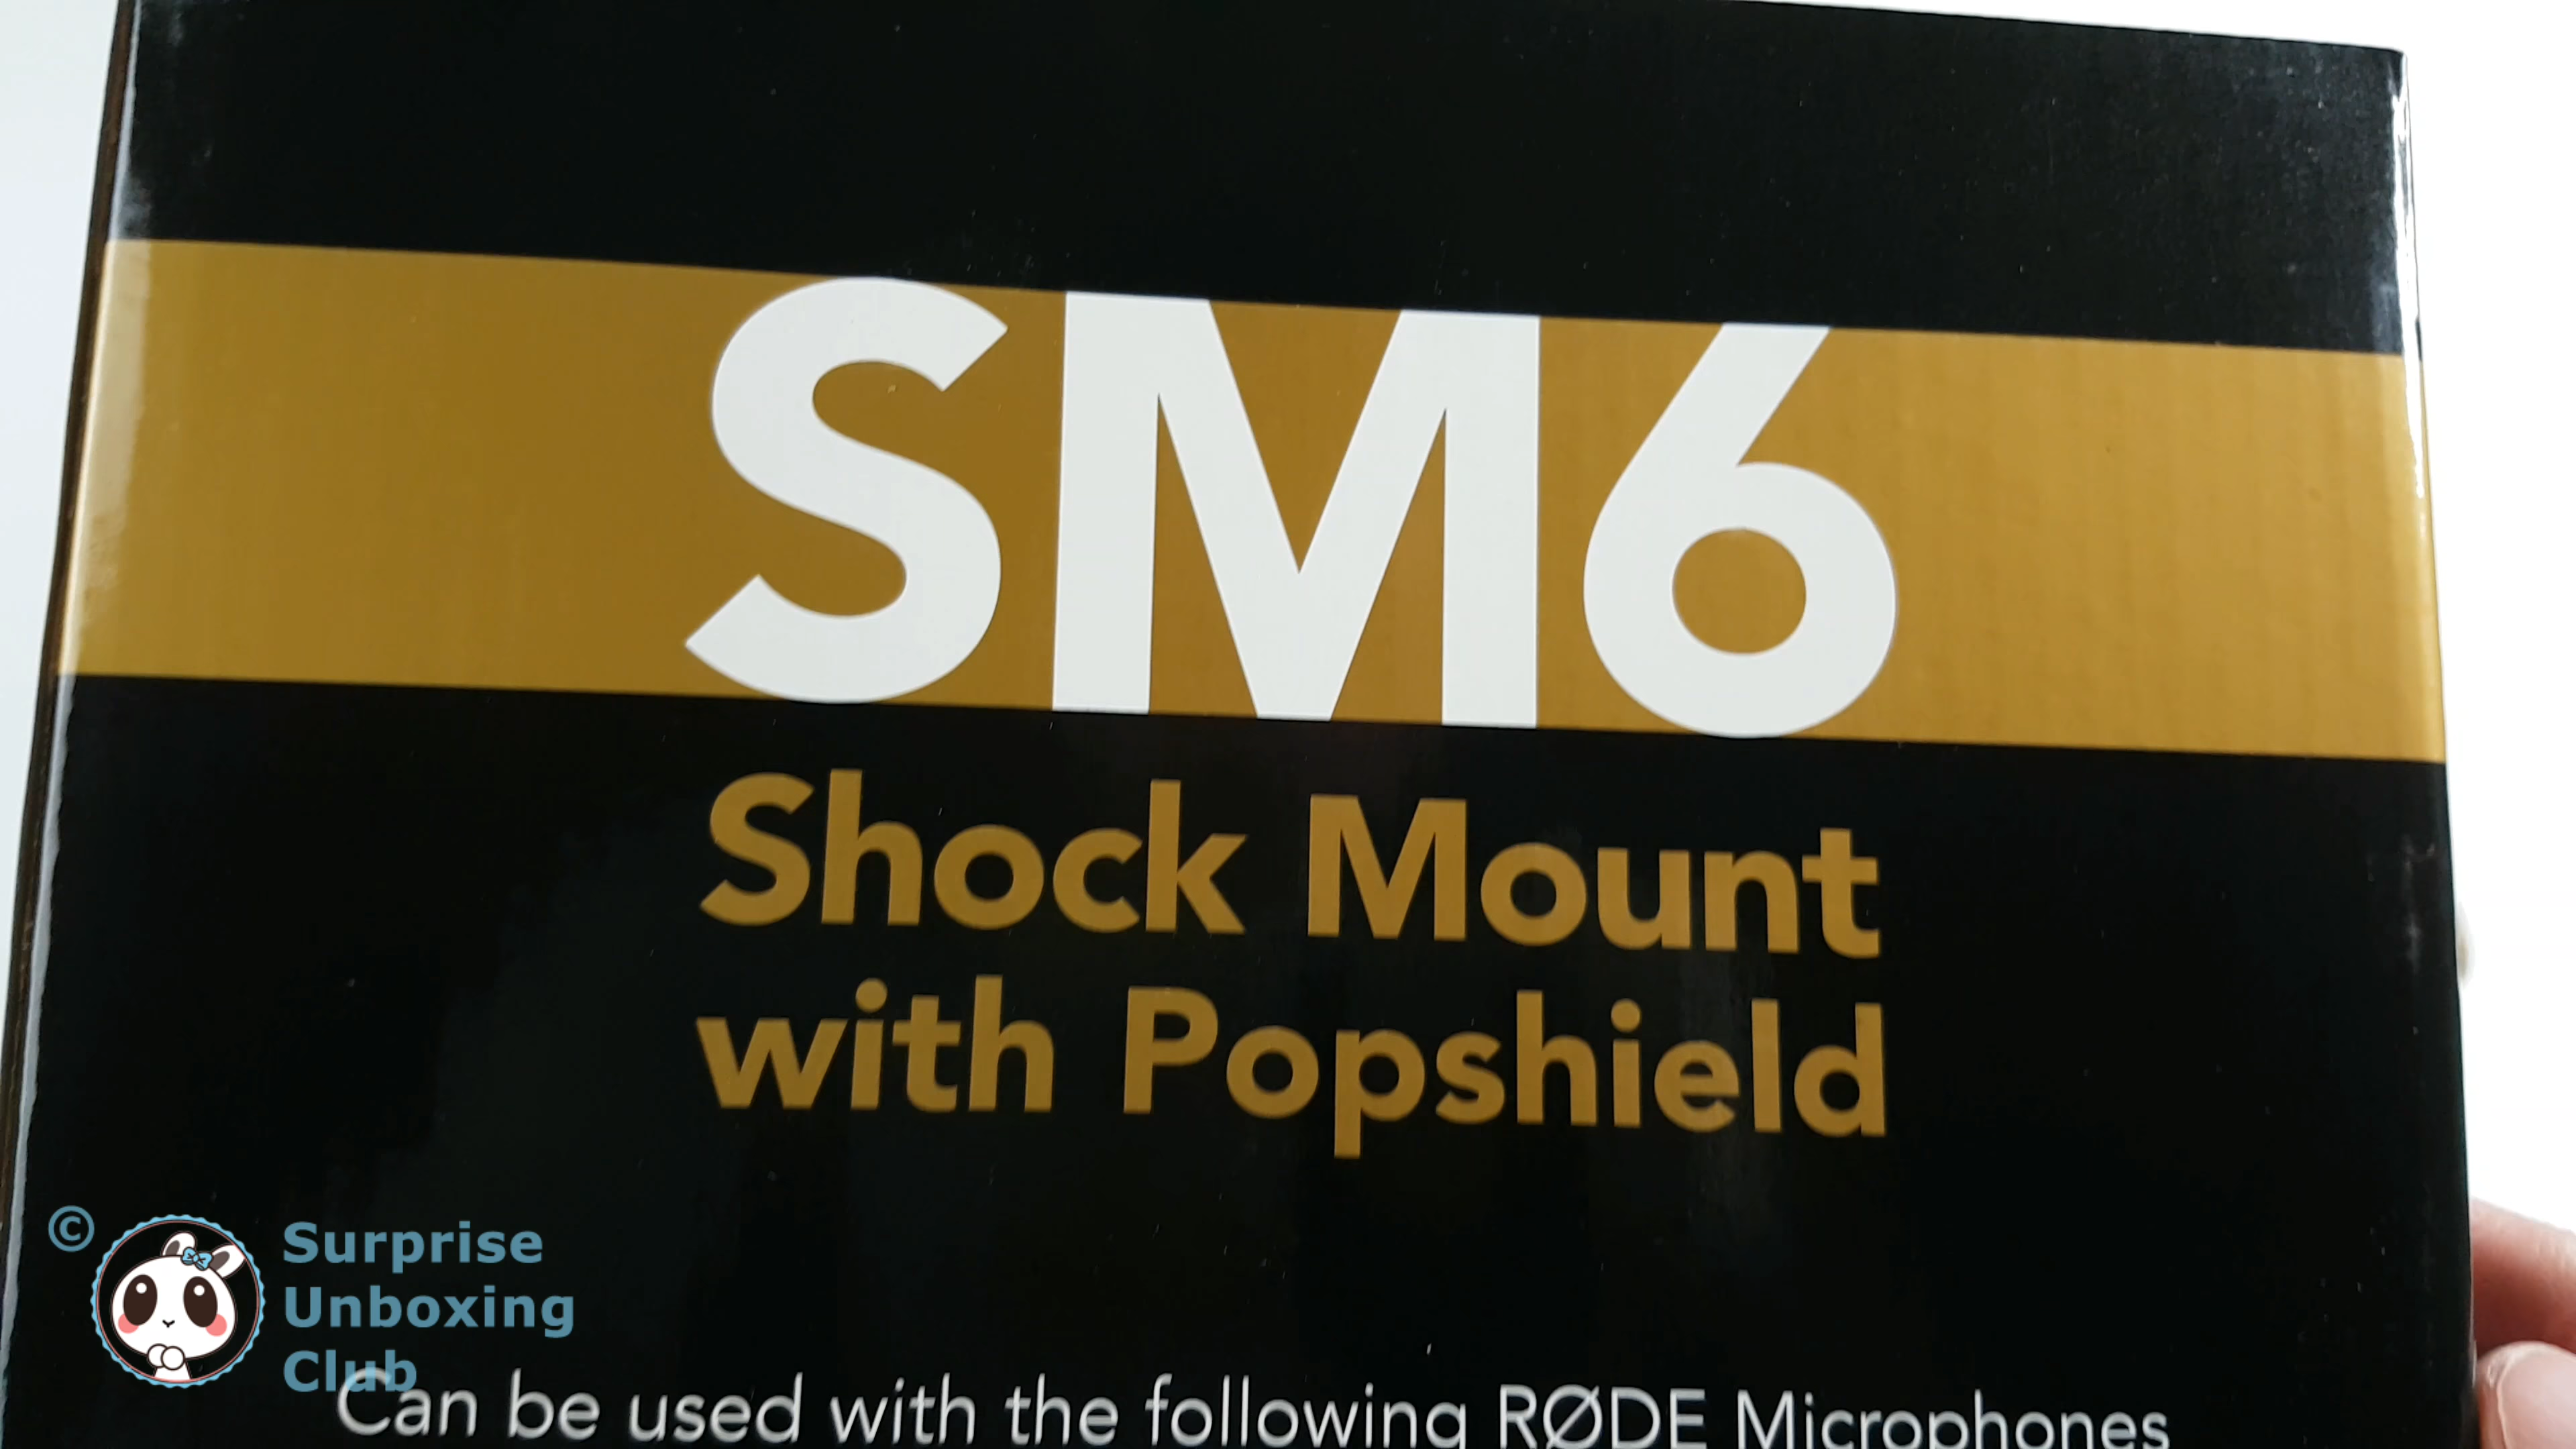 SM6
Shock Mount
with Popshield
©
Surprise
Unboxing
Club
Can be used with the following RØDE Microphones